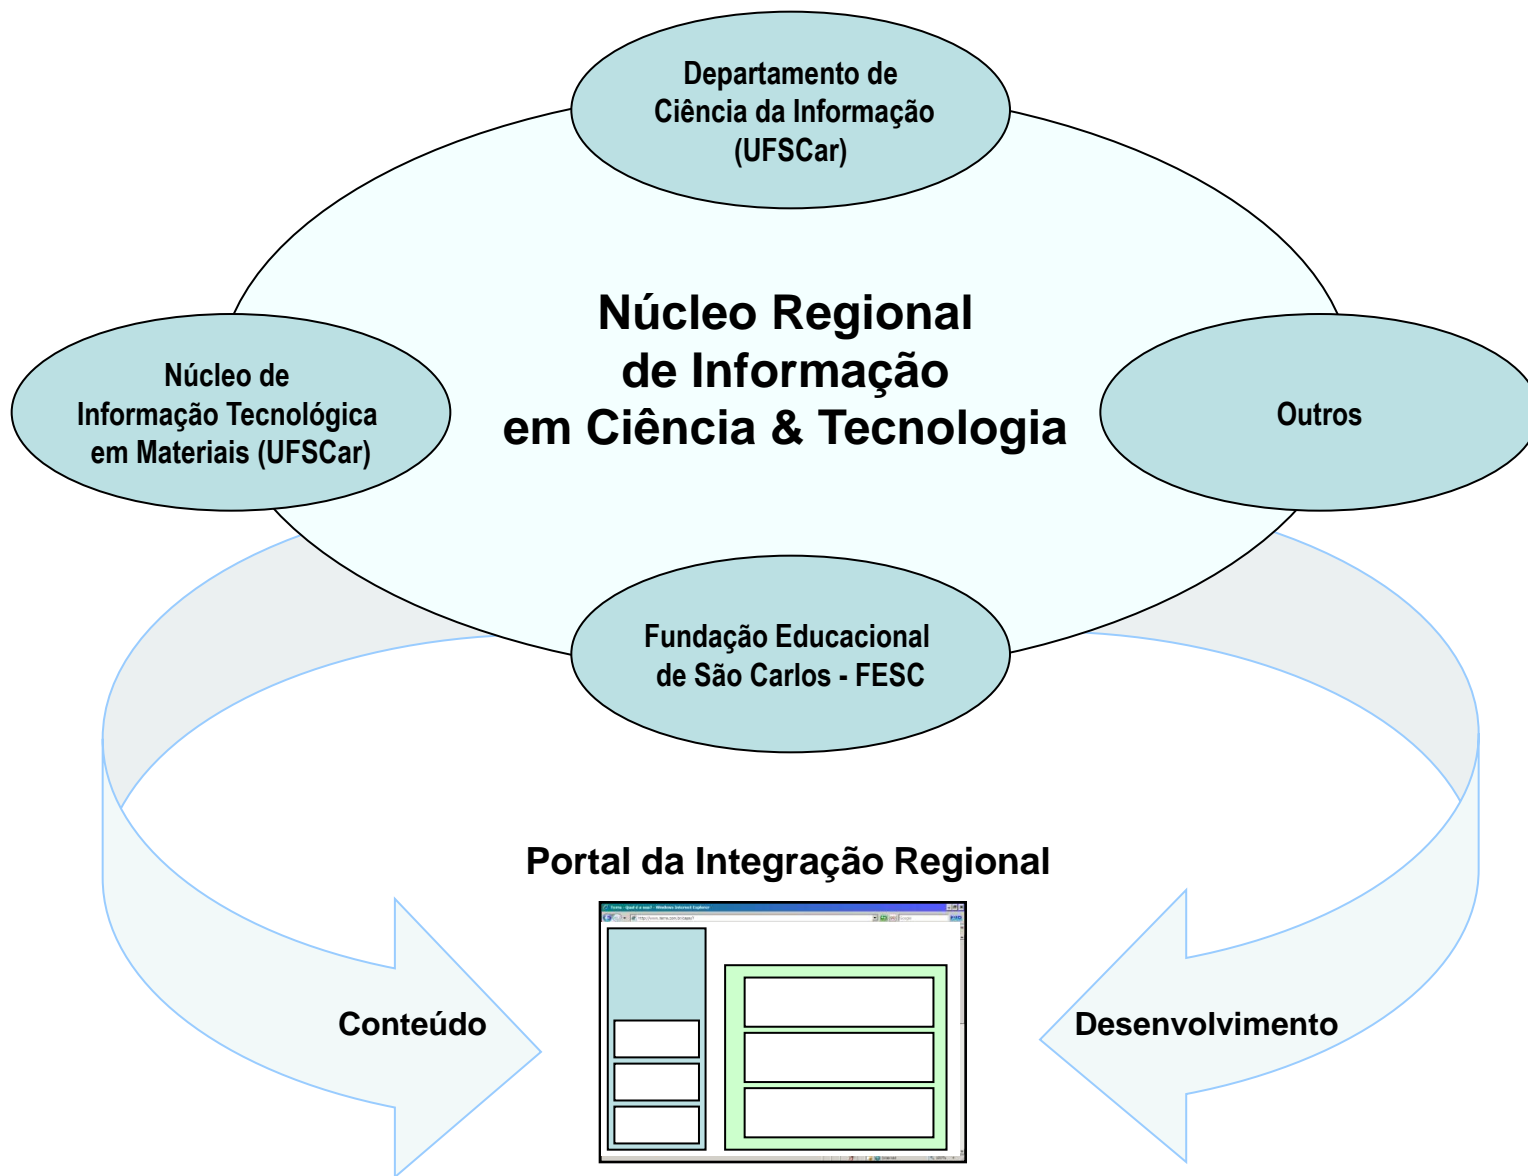 Departamento de
Ciência da Informação
(UFSCar)
Núcleo Regional
de Informação
em Ciência & Tecnologia
Núcleo de
Informação Tecnológica
em Materiais (UFSCar)
Outros
Fundação Educacional
de São Carlos - FESC
Portal da Integração Regional
Conteúdo
Desenvolvimento